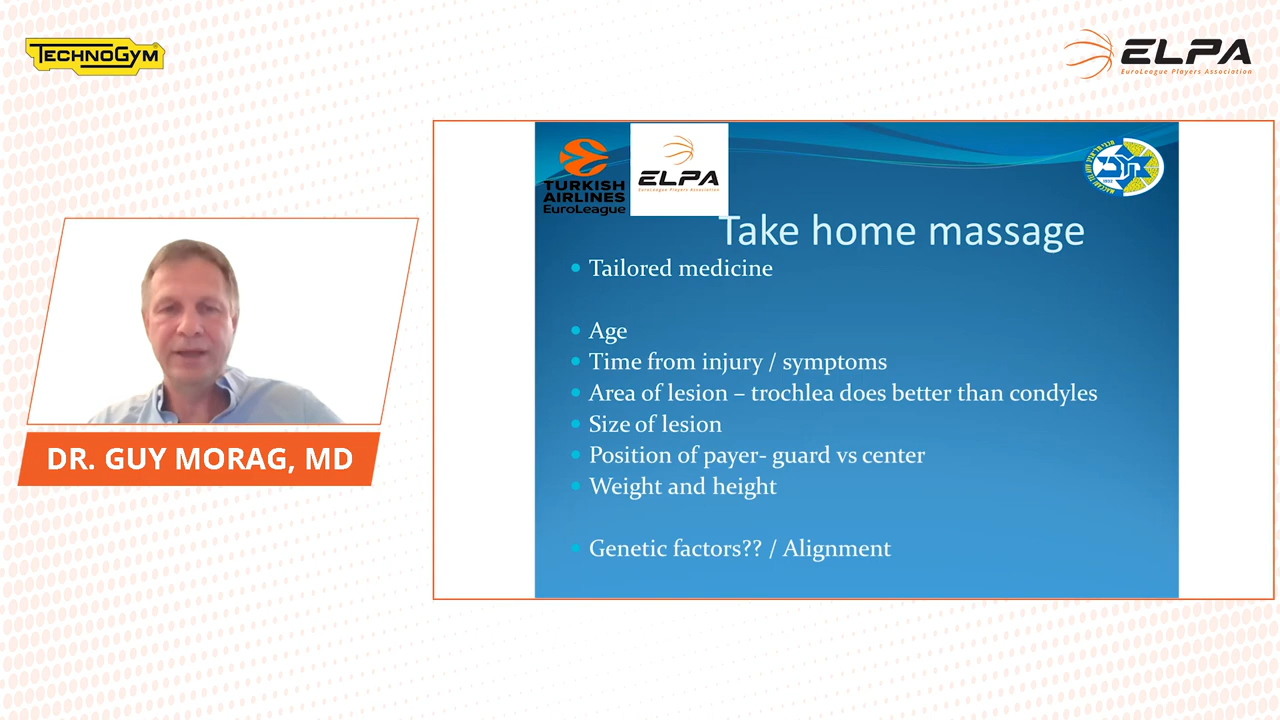 TECHNOGYM
ELPA
EuroLeague Players Association
TURKISH
AIRLINES
EuroLeague
ELPA
EuroLeague Players Association
Take home massage
Tailored medicine
Age
Time from injury / symptoms
Area of lesion – trochlea does better than condyles
Size of lesion
Position of payer- guard vs center
Weight and height
Genetic factors?? / Alignment
DR. GUY MORAG, MD